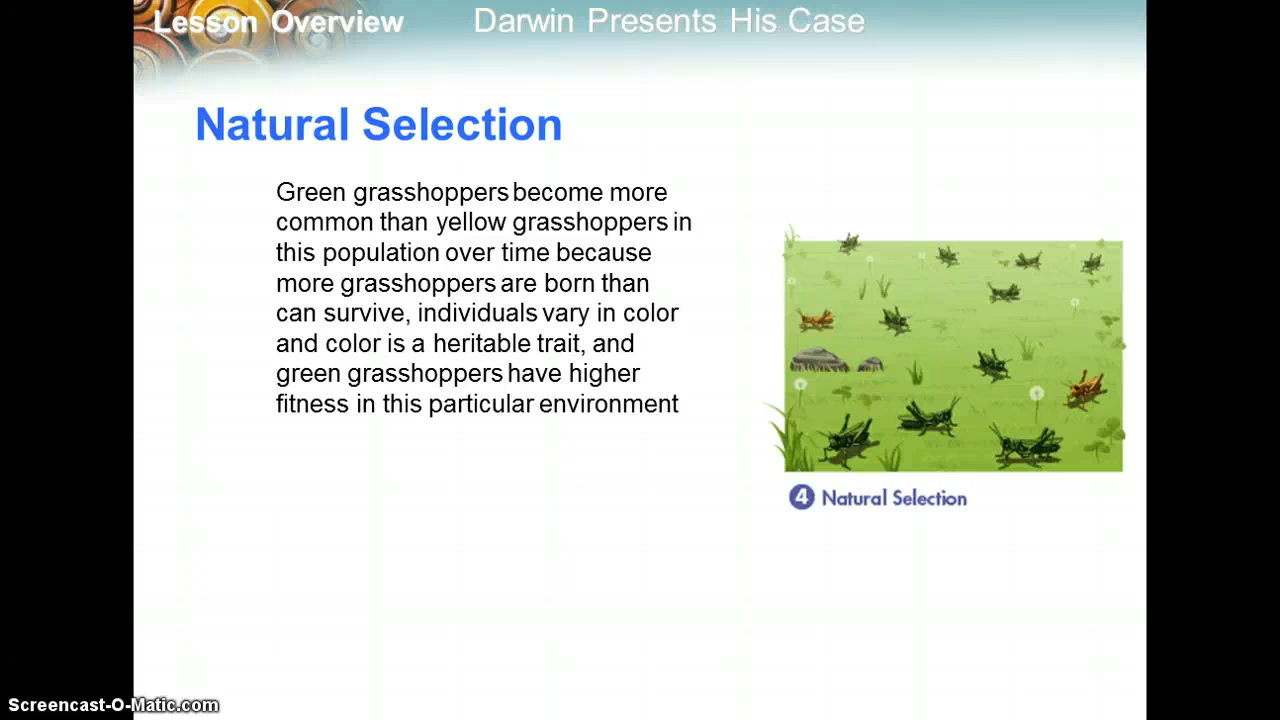 Lesson Overview
Darwin Presents His Case
Natural Selection
Green grasshoppers become more
common than yellow grasshoppers in
this population over time because
more grasshoppers are born than
can survive, individuals vary in color
and color is a heritable trait, and
green grasshoppers have higher
fitness in this particular environment
4 Natural Selection
Screencast-O-Matic.com